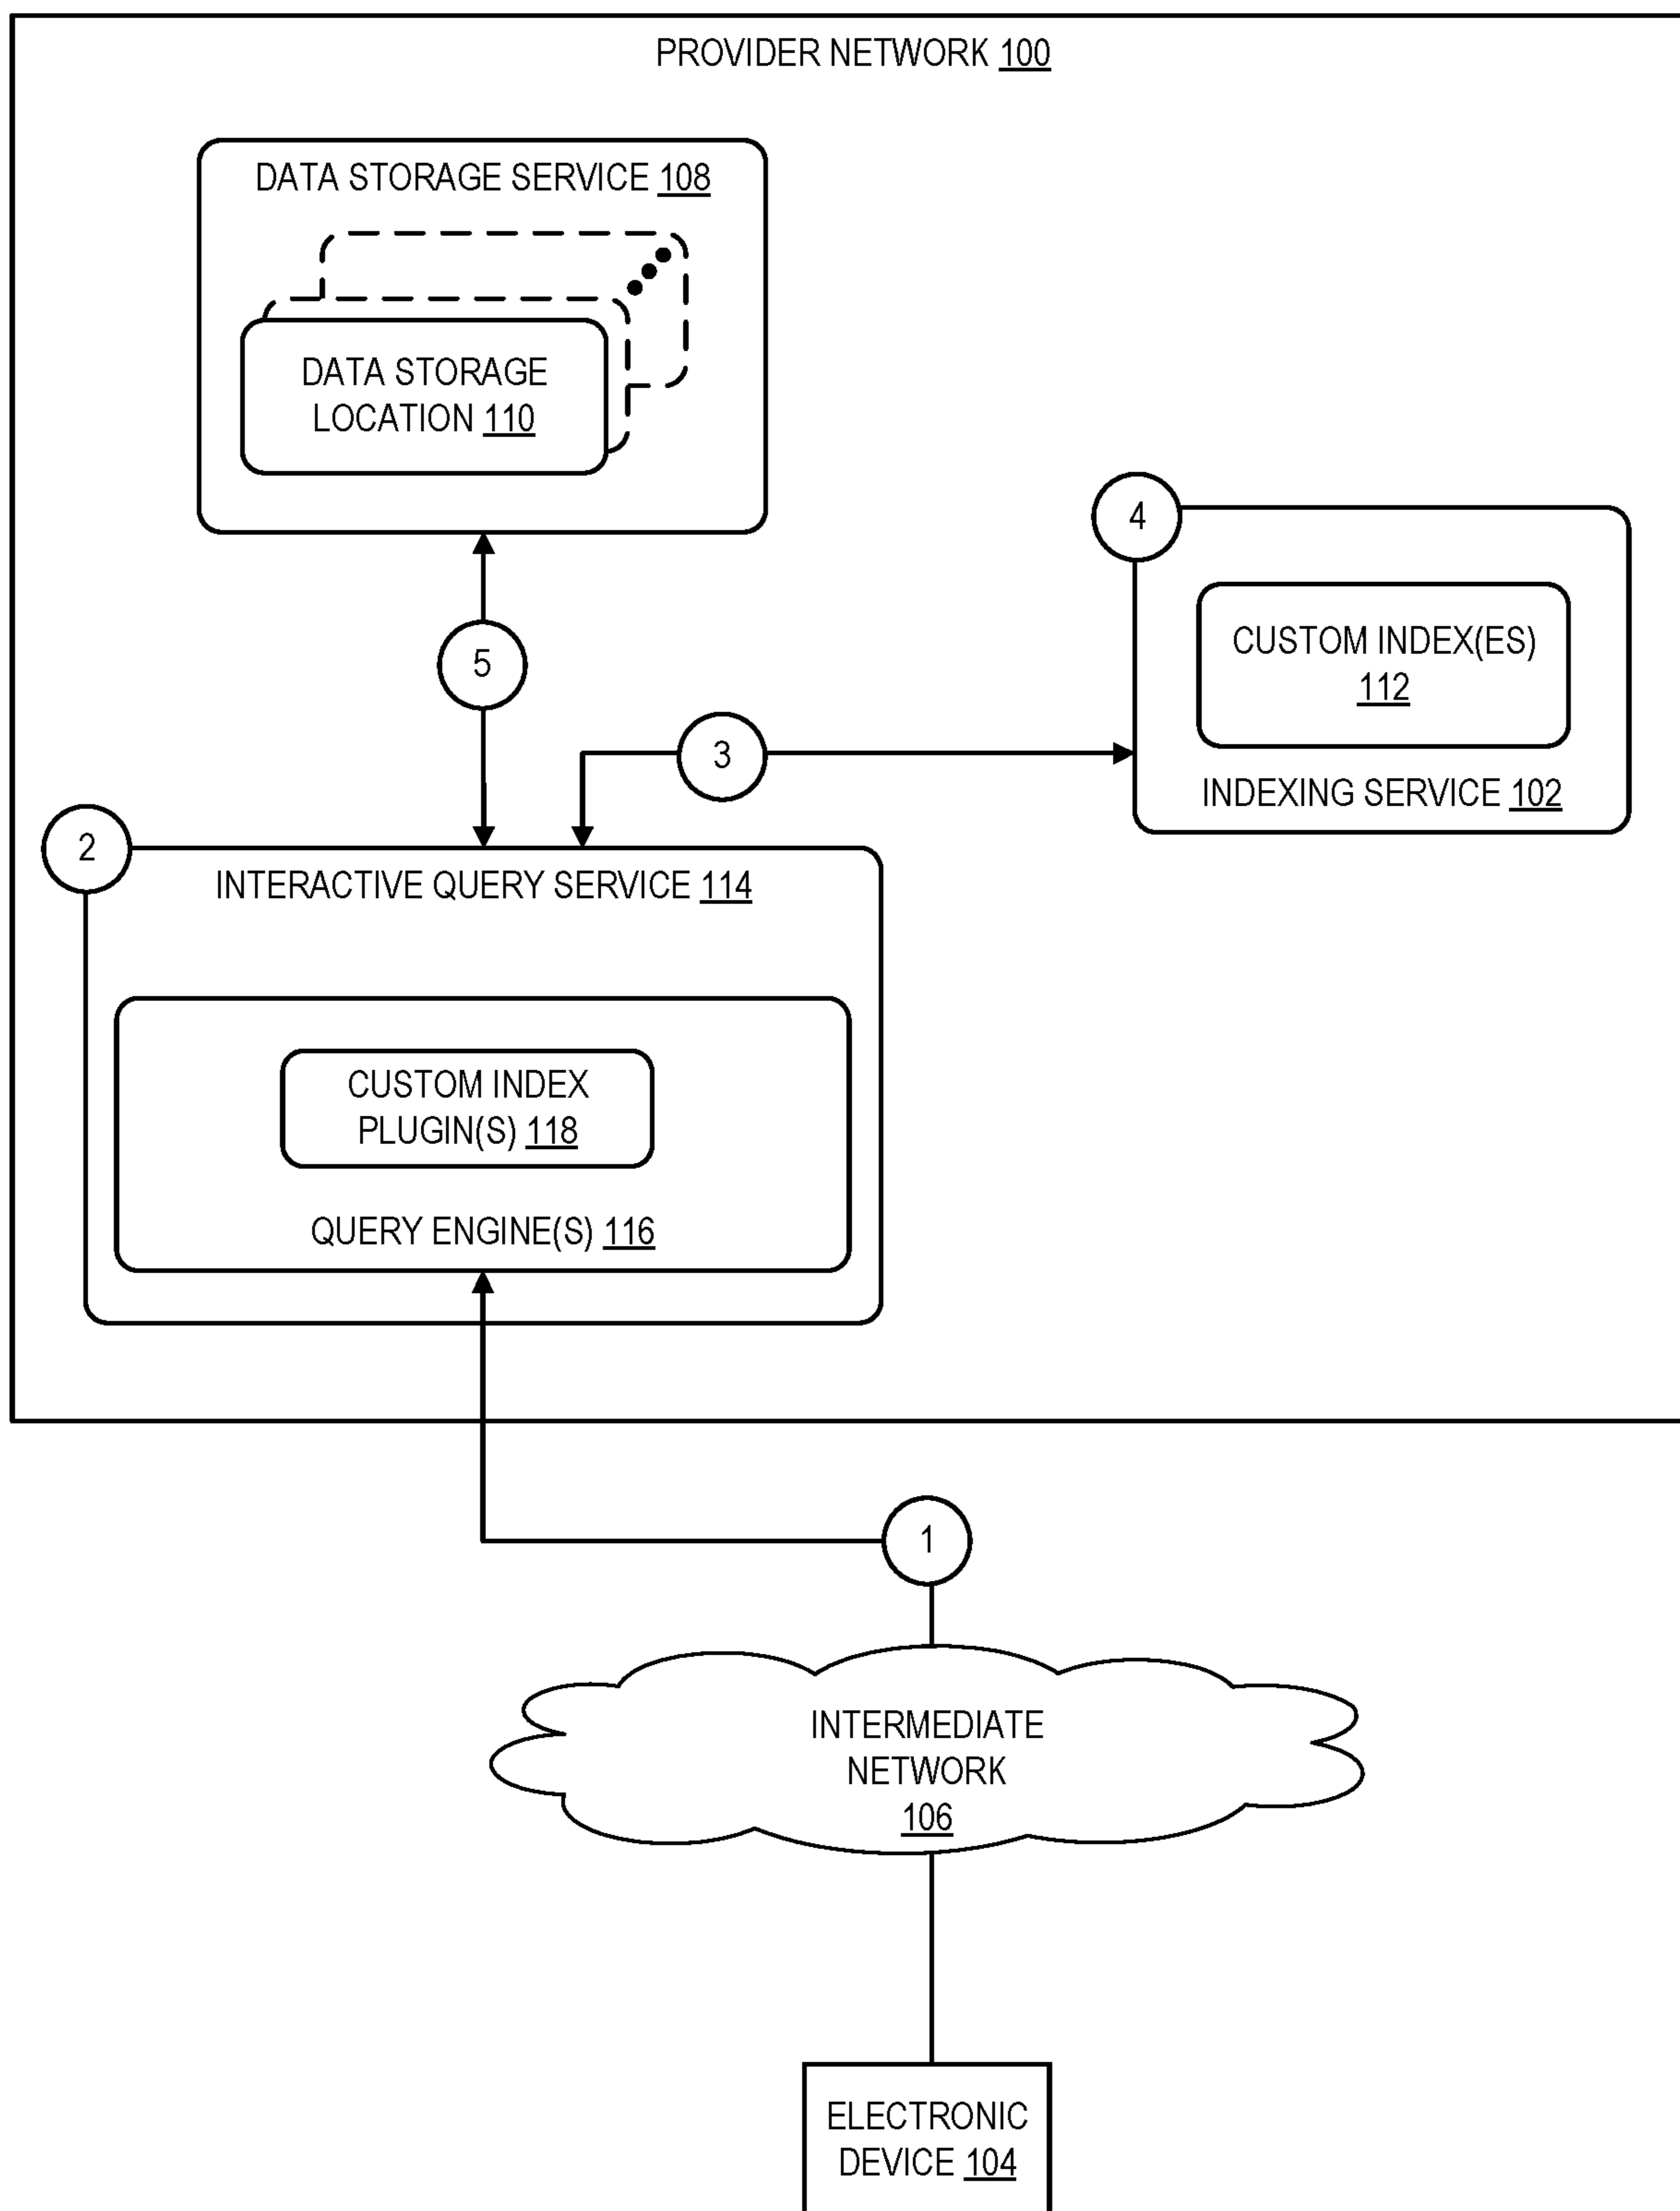 PROVIDER NETWORK 100
DATA STORAGE SERVICE 108
DATA STORAGE
LOCATION 110
4
CUSTOM INDEX(ES)
112
INDEXING SERVICE 102
5
3
2
INTERACTIVE QUERY SERVICE 114
CUSTOM INDEX
PLUGIN(S) 118
QUERY ENGINE(S) 116
1
INTERMEDIATE
NETWORK
106
ELECTRONIC
DEVICE 104